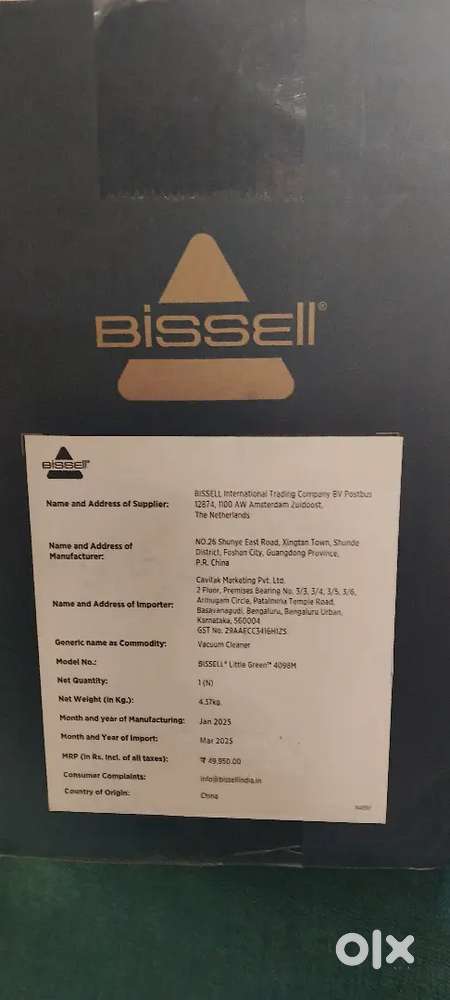 BISSELL®
BISSELL
Name and Address of Supplier: BISSELL International Trading Company BV Postbus
12874, 1100 AW Amsterdam Zuidoost,
The Netherlands
Name and Address of
Manufacturer:
NO.26 Shunye East Road, Xingtan Town, Shunde
District, Foshan City, Guangdong Province,
P.R. China
Name and Address of Importer:
Cavitak Marketing Pvt. Ltd.
2 Floor, Premises Bearing No. 3/3, 3/4, 3/5, 3/6,
Armugam Circle, Patalmma Temple Road,
Basavanagudi, Bengaluru, Bengaluru Urban,
Karnataka, 560004
GST No. 29AAECC3416H1ZS
Generic name as Commodity: Vacuum Cleaner
Model No.: BISSELL® Little Green™ 4098M
Net Quantity: 1 (N)
Net Weight (in Kg.): 4.57kg
Month and year of Manufacturing: Jan 2025
Month and Year of Import: Mar 2025
MRP (in Rs. Incl. of all taxes): ₹ 49,950.00
Consumer Complaints: info@bissellindia.in
Country of Origin: China
olx